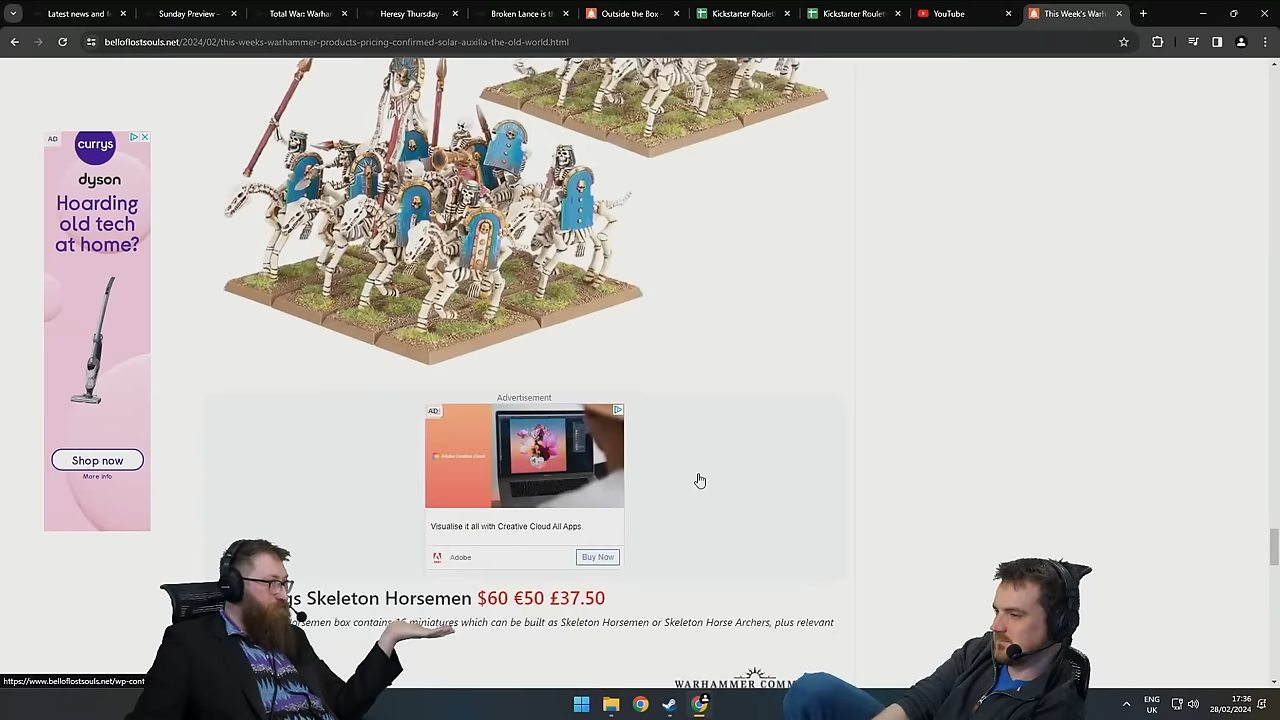 Latest news and f
Sunday Preview –
Total War: Warha
Heresy Thursday
Broken Lance is t
Outside the Box -
Kickstarter Roulet
Kickstarter Roulet
YouTube
This Week's Warh
belloflostsouls.net/2024/02/this-weeks-warhammer-products-pricing-confirmed-solar-auxilia-the-old-world.html
AD
currys
dyson
Hoarding
old tech
at home?
Shop now
More info
Advertisement
AD
Adobe Creative Cloud
Visualise it all with Creative Cloud All Apps.
Adobe
Buy Now
Skeleton Horsemen $60 €50 £37.50
box contains 16 miniatures which can be built as Skeleton Horsemen or Skeleton Horse Archers, plus relevant
WARHAMMER COMM
https://www.belloflostsouls.net/wp-cont
ENG
UK
17:36
28/02/2024